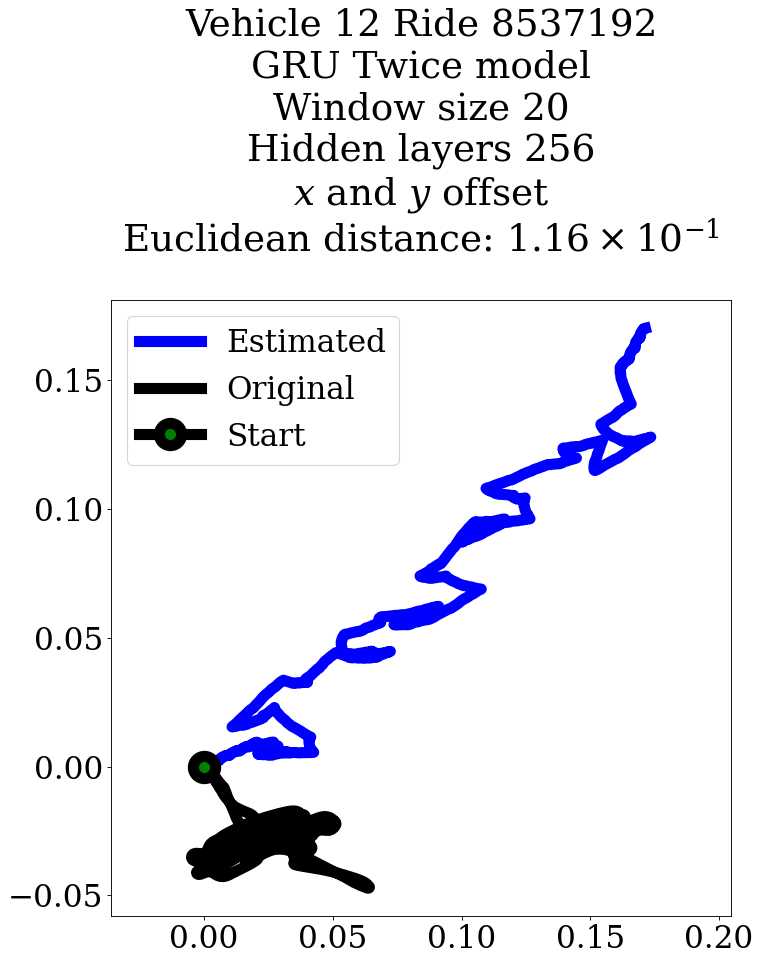 Vehicle 12 Ride 8537192
GRU Twice model
Window size 20
Hidden layers 256
x and y offset
Euclidean distance: 1.16 × 10⁻¹
Estimated
Original
Start
0.15
0.10
0.05
0.00
−0.05
0.00 0.05 0.10 0.15 0.20